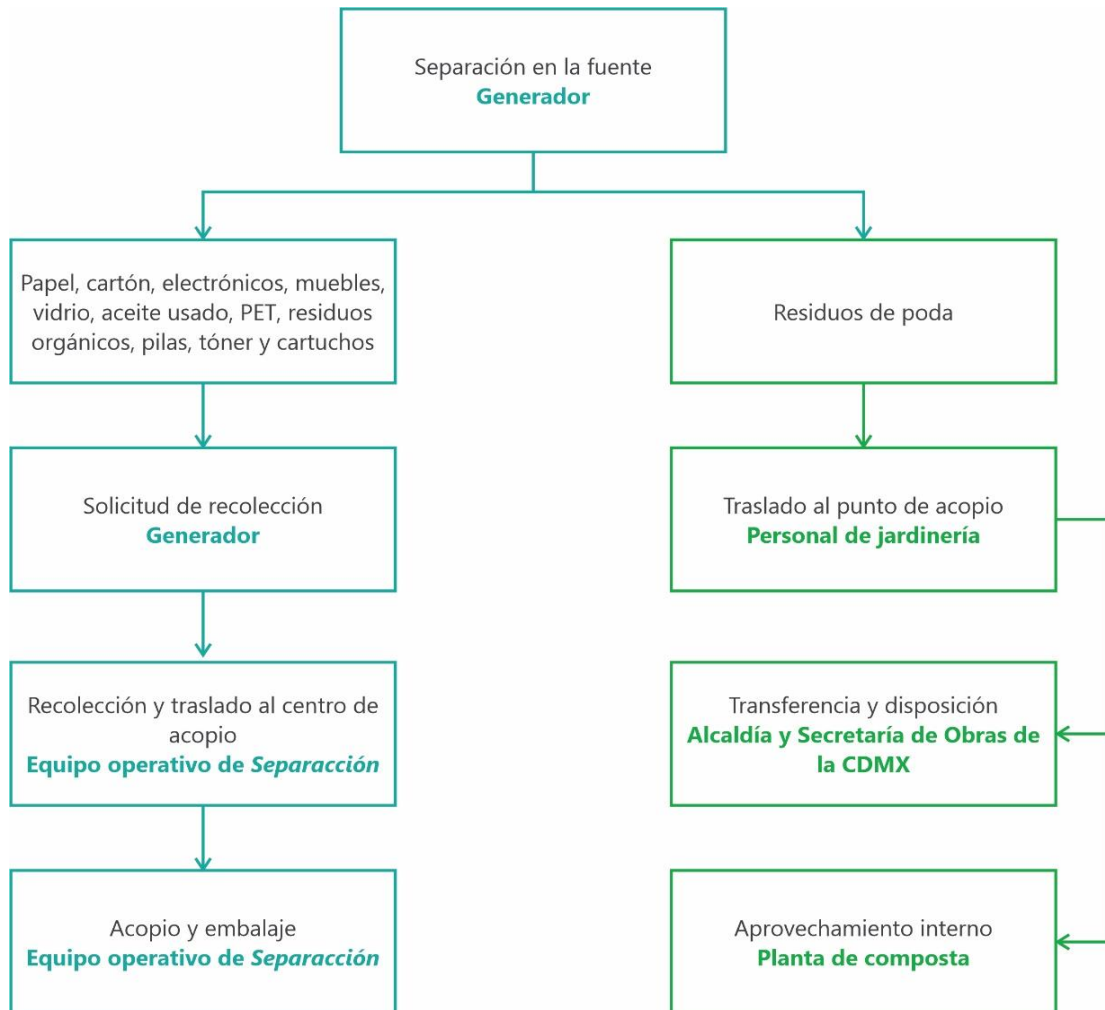 Separación en la fuente
Generador
Papel, cartón, electrónicos, muebles,
vidrio, aceite usado, PET, residuos
orgánicos, pilas, tóner y cartuchos
Residuos de poda
Solicitud de recolección
Generador
Traslado al punto de acopio
Personal de jardinería
Recolección y traslado al centro de
acopio
Equipo operativo de Separacción
Transferencia y disposición
Alcaldía y Secretaría de Obras de
la CDMX
Acopio y embalaje
Equipo operativo de Separacción
Aprovechamiento interno
Planta de composta